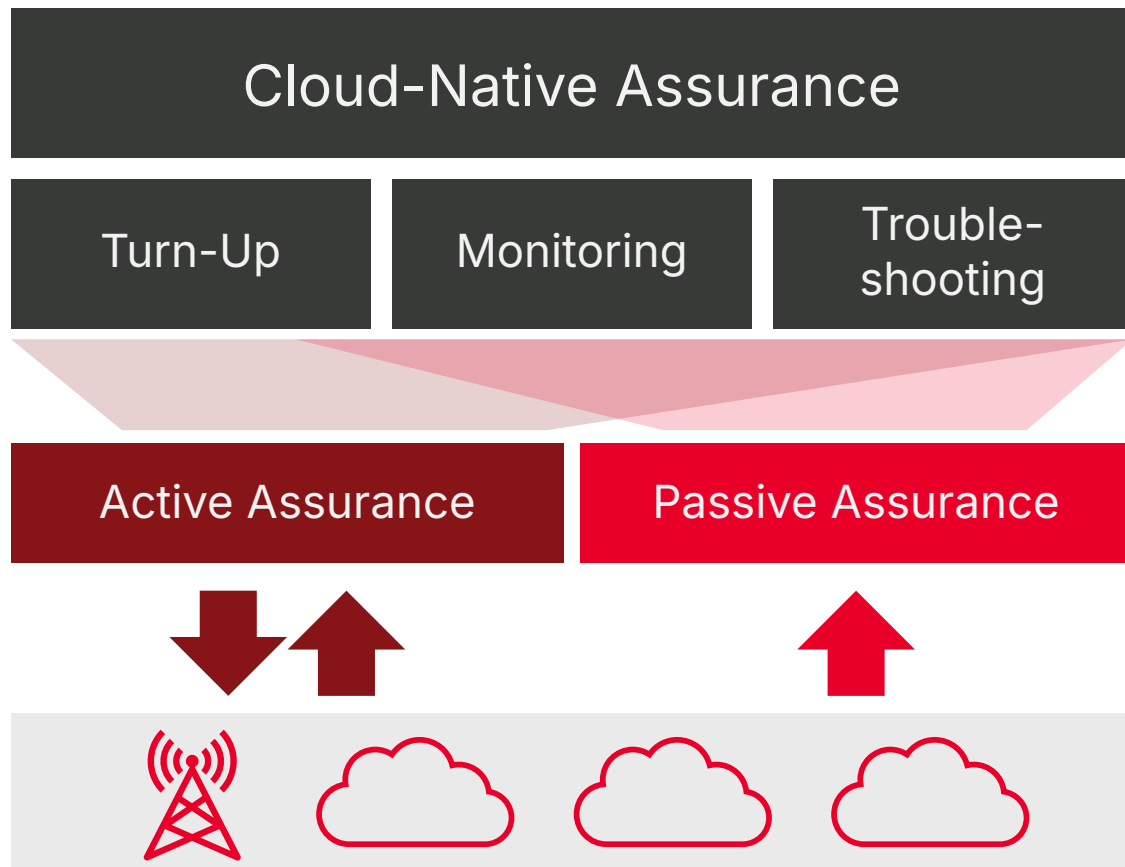 Cloud-Native Assurance
Turn-Up
Monitoring
Trouble-
shooting
Active Assurance
Passive Assurance